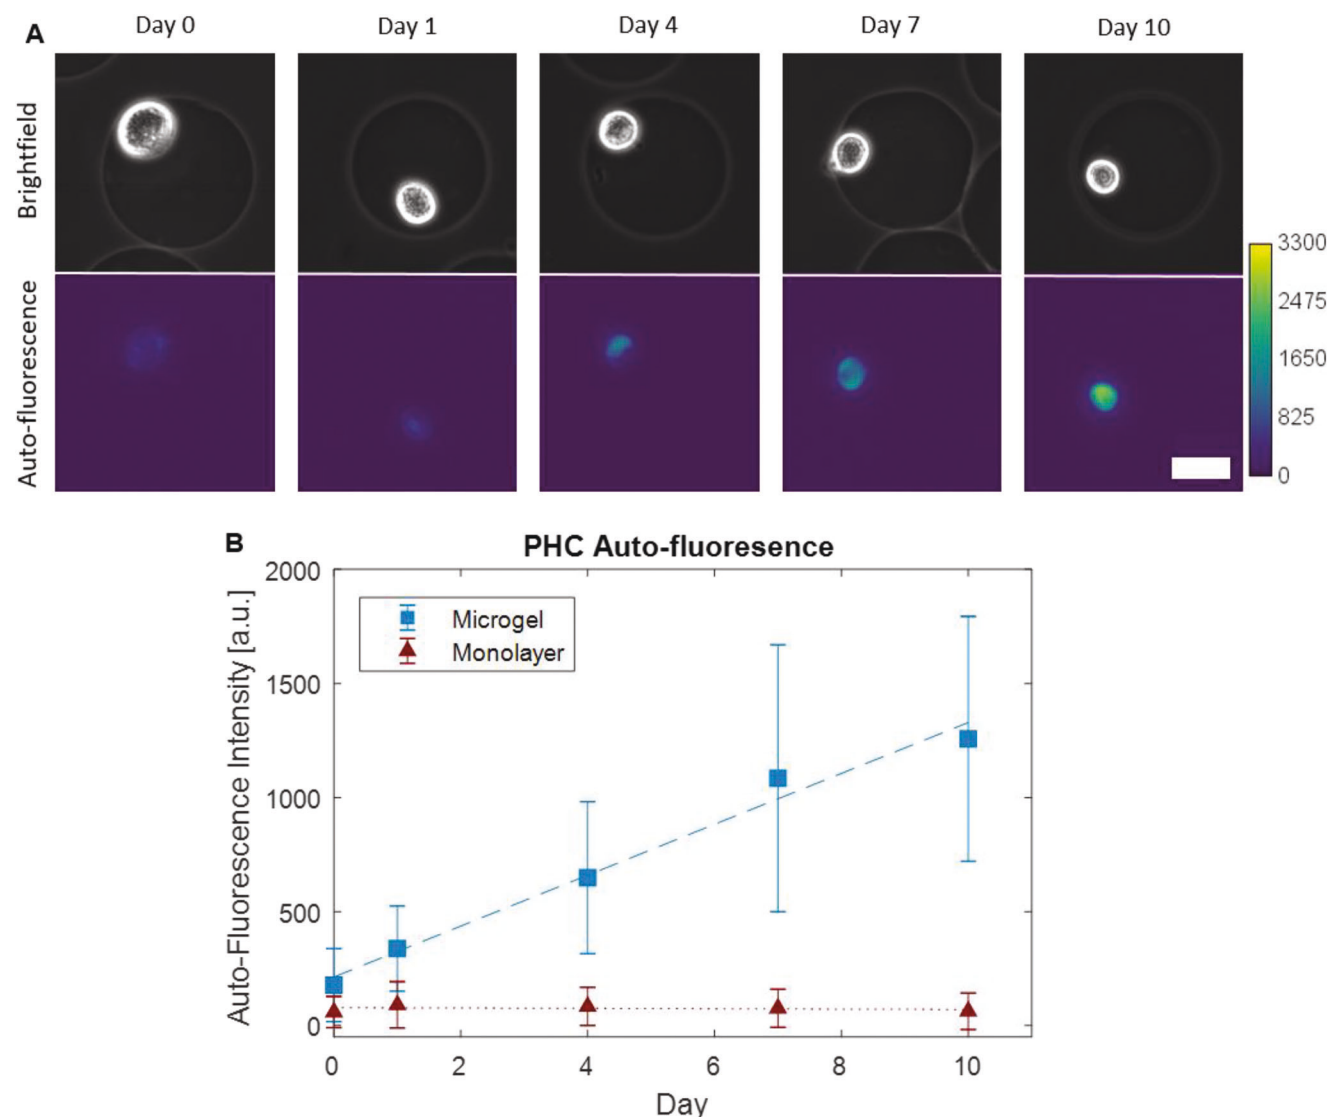 A
Day 0 Day 1 Day 4 Day 7 Day 10
Brightfield
Auto-fluorescence
3300
2475
1650
825
0
B
PHC Auto-fluoresence
Auto-Fluorescence Intensity [a.u.]
2000
1500
1000
500
0
Microgel
Monolayer
0 2 4 6 8 10
Day